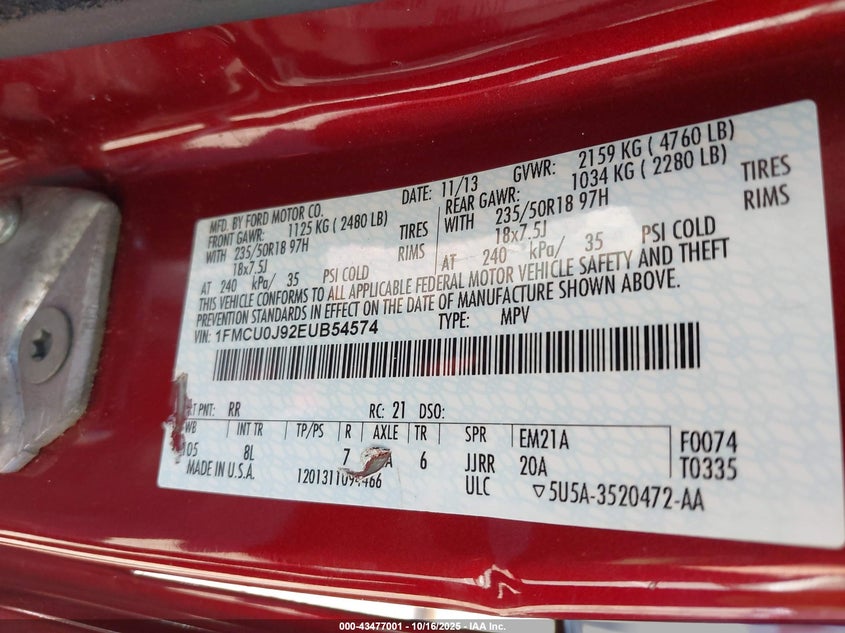 MFD. BY FORD MOTOR CO. DATE: 11/13 GVWR: 2159 KG ( 4760 LB)
FRONT GAWR: 1125 KG ( 2480 LB) REAR GAWR: 1034 KG ( 2280 LB)
WITH 235/50R18 97H TIRES WITH 235/50R18 97H TIRES
18x7.5J RIMS 18x7.5J RIMS
AT 240 kPa/ 35 PSI COLD AT 240 kPa/ 35 PSI COLD
THIS VEHICLE CONFORMS TO ALL APPLICABLE FEDERAL MOTOR VEHICLE SAFETY AND THEFT
PREVENTION STANDARDS IN EFFECT ON THE DATE OF MANUFACTURE SHOWN ABOVE.
VIN: 1FMCU0J92EUB54574 TYPE: MPV
PNT: RR RC: 21 DSO:
WB INT TR TP/PS R AXLE TR SPR EM21A F0074
105 8L 7 6 JJRR 20A T0335
MADE IN U.S.A. ULC ▽5U5A-3520472-AA
000-43477001 | 10/16/2025 | IAA Inc.